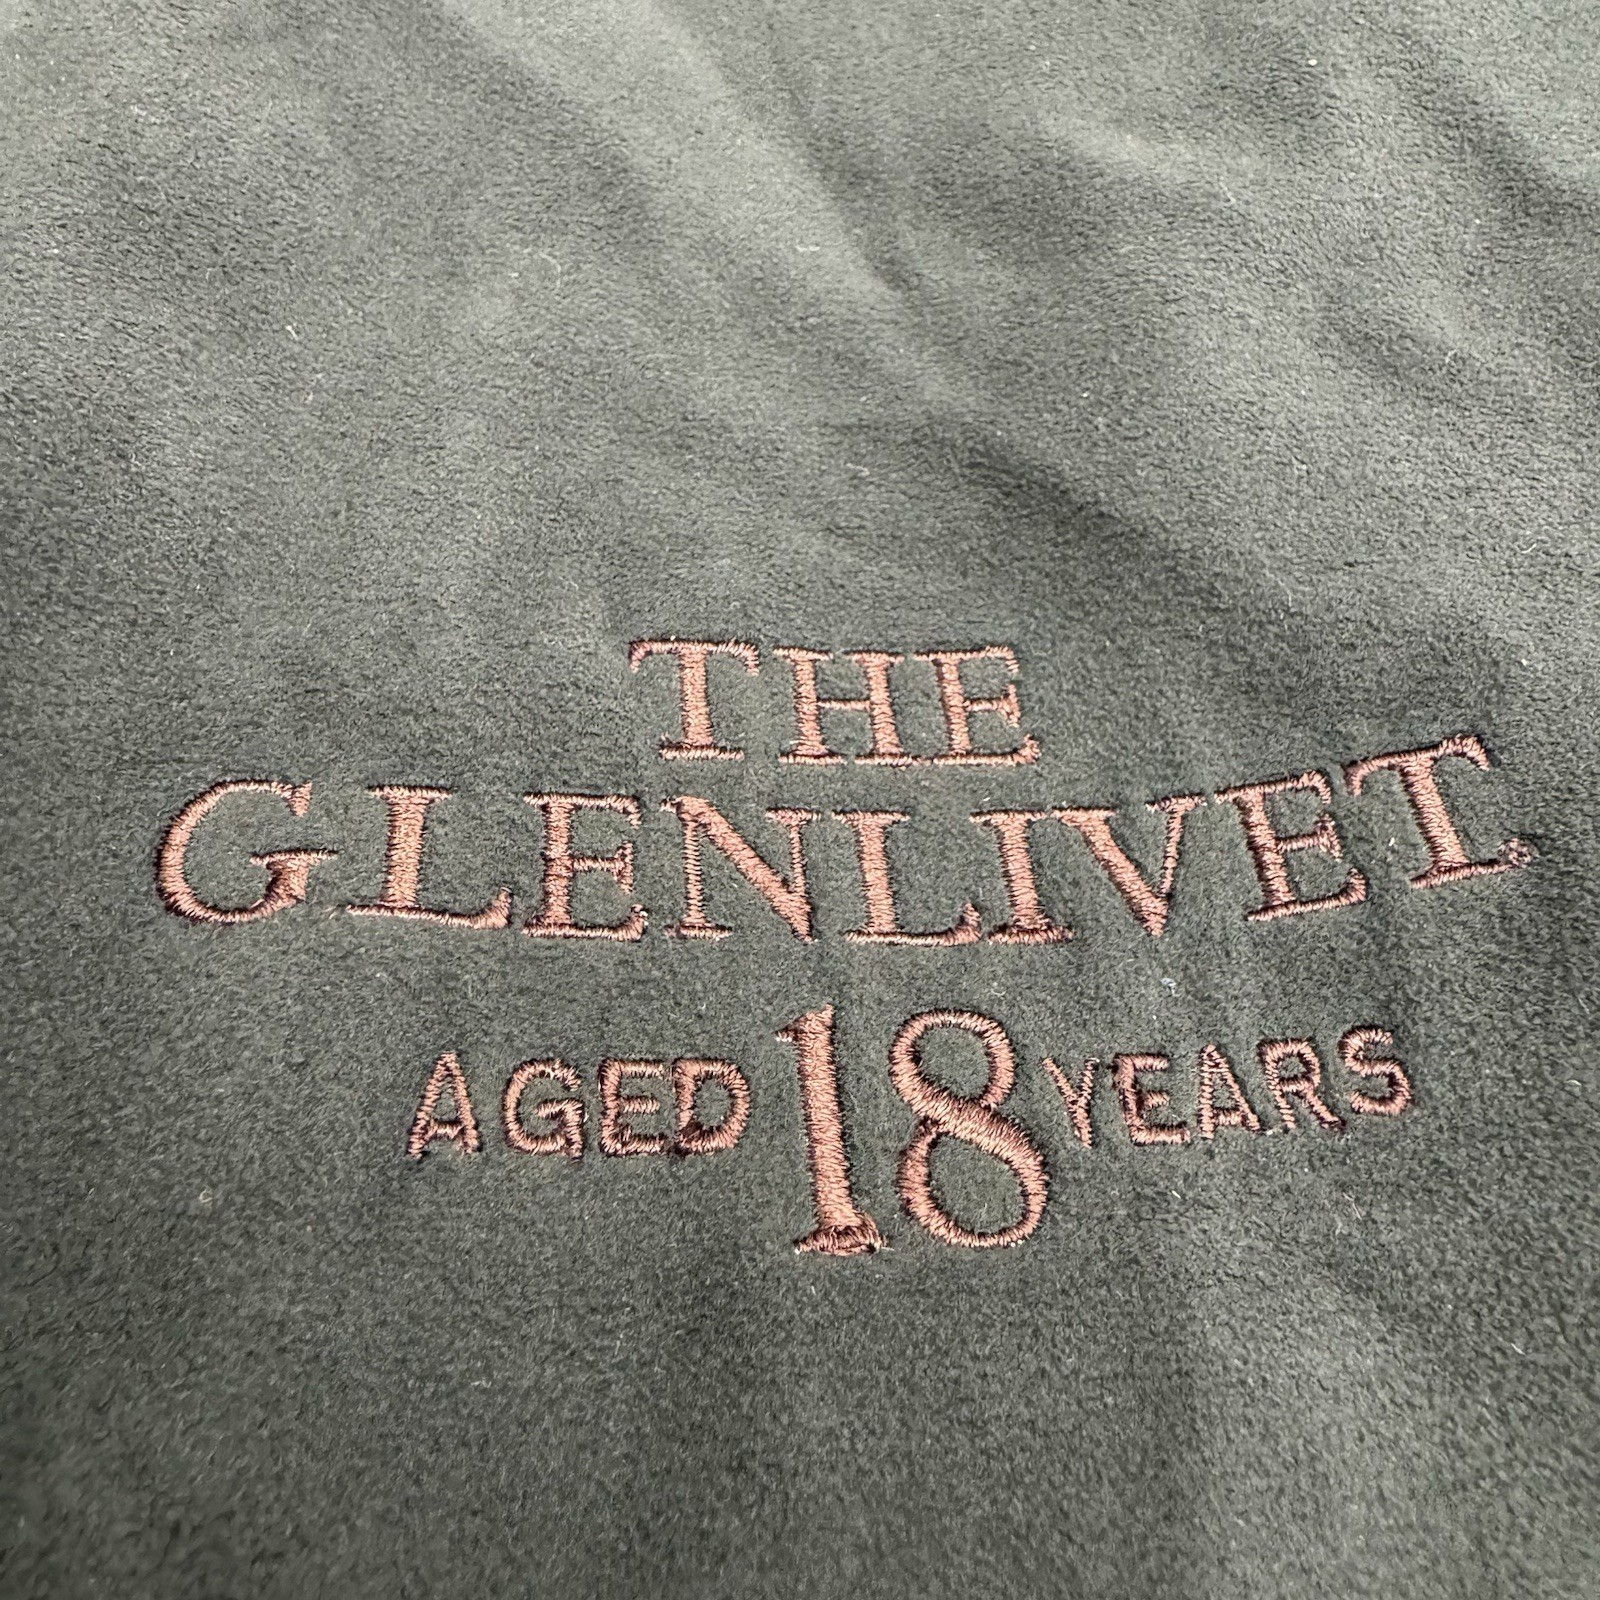 THE
GLENLIVET®
AGED 18 YEARS